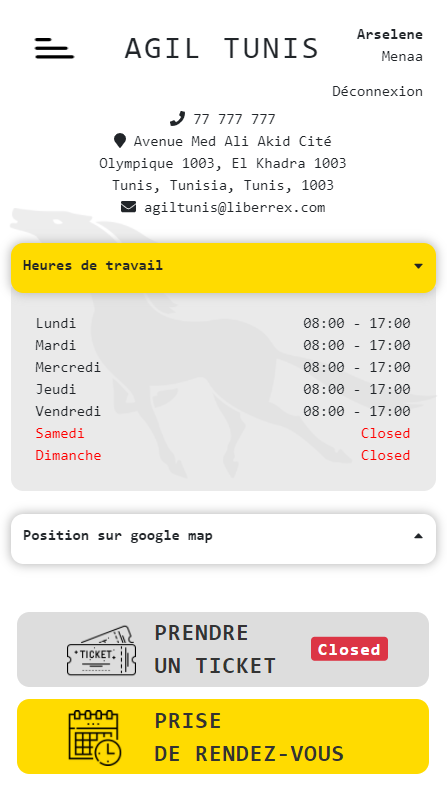 AGIL TUNIS
Arselene
Menaa
Déconnexion
77 777 777
Avenue Med Ali Akid Cité
Olympique 1003, El Khadra 1003
Tunis, Tunisia, Tunis, 1003
agiltunis@liberrex.com
Heures de travail
Lundi 08:00 - 17:00
Mardi 08:00 - 17:00
Mercredi 08:00 - 17:00
Jeudi 08:00 - 17:00
Vendredi 08:00 - 17:00
Samedi Closed
Dimanche Closed
Position sur google map
TICKET
PRENDRE
UN TICKET
Closed
PRISE
DE RENDEZ-VOUS